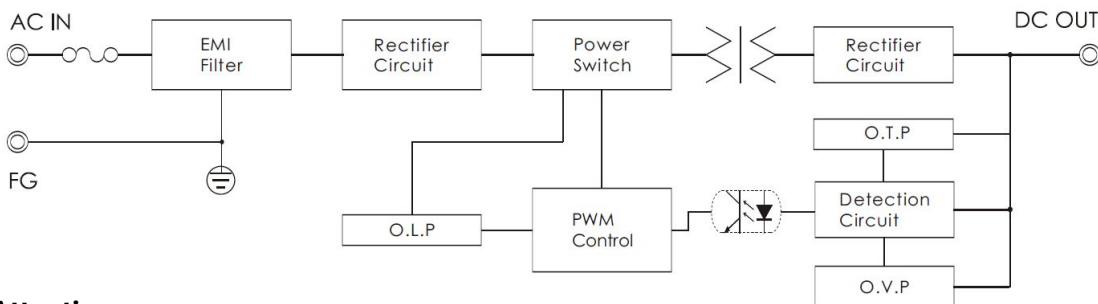 AC IN
DC OUT
EMI
Filter
Rectifier
Circuit
Power
Switch
Rectifier
Circuit
FG
O.T.P
O.L.P
PWM
Control
Detection
Circuit
O.V.P